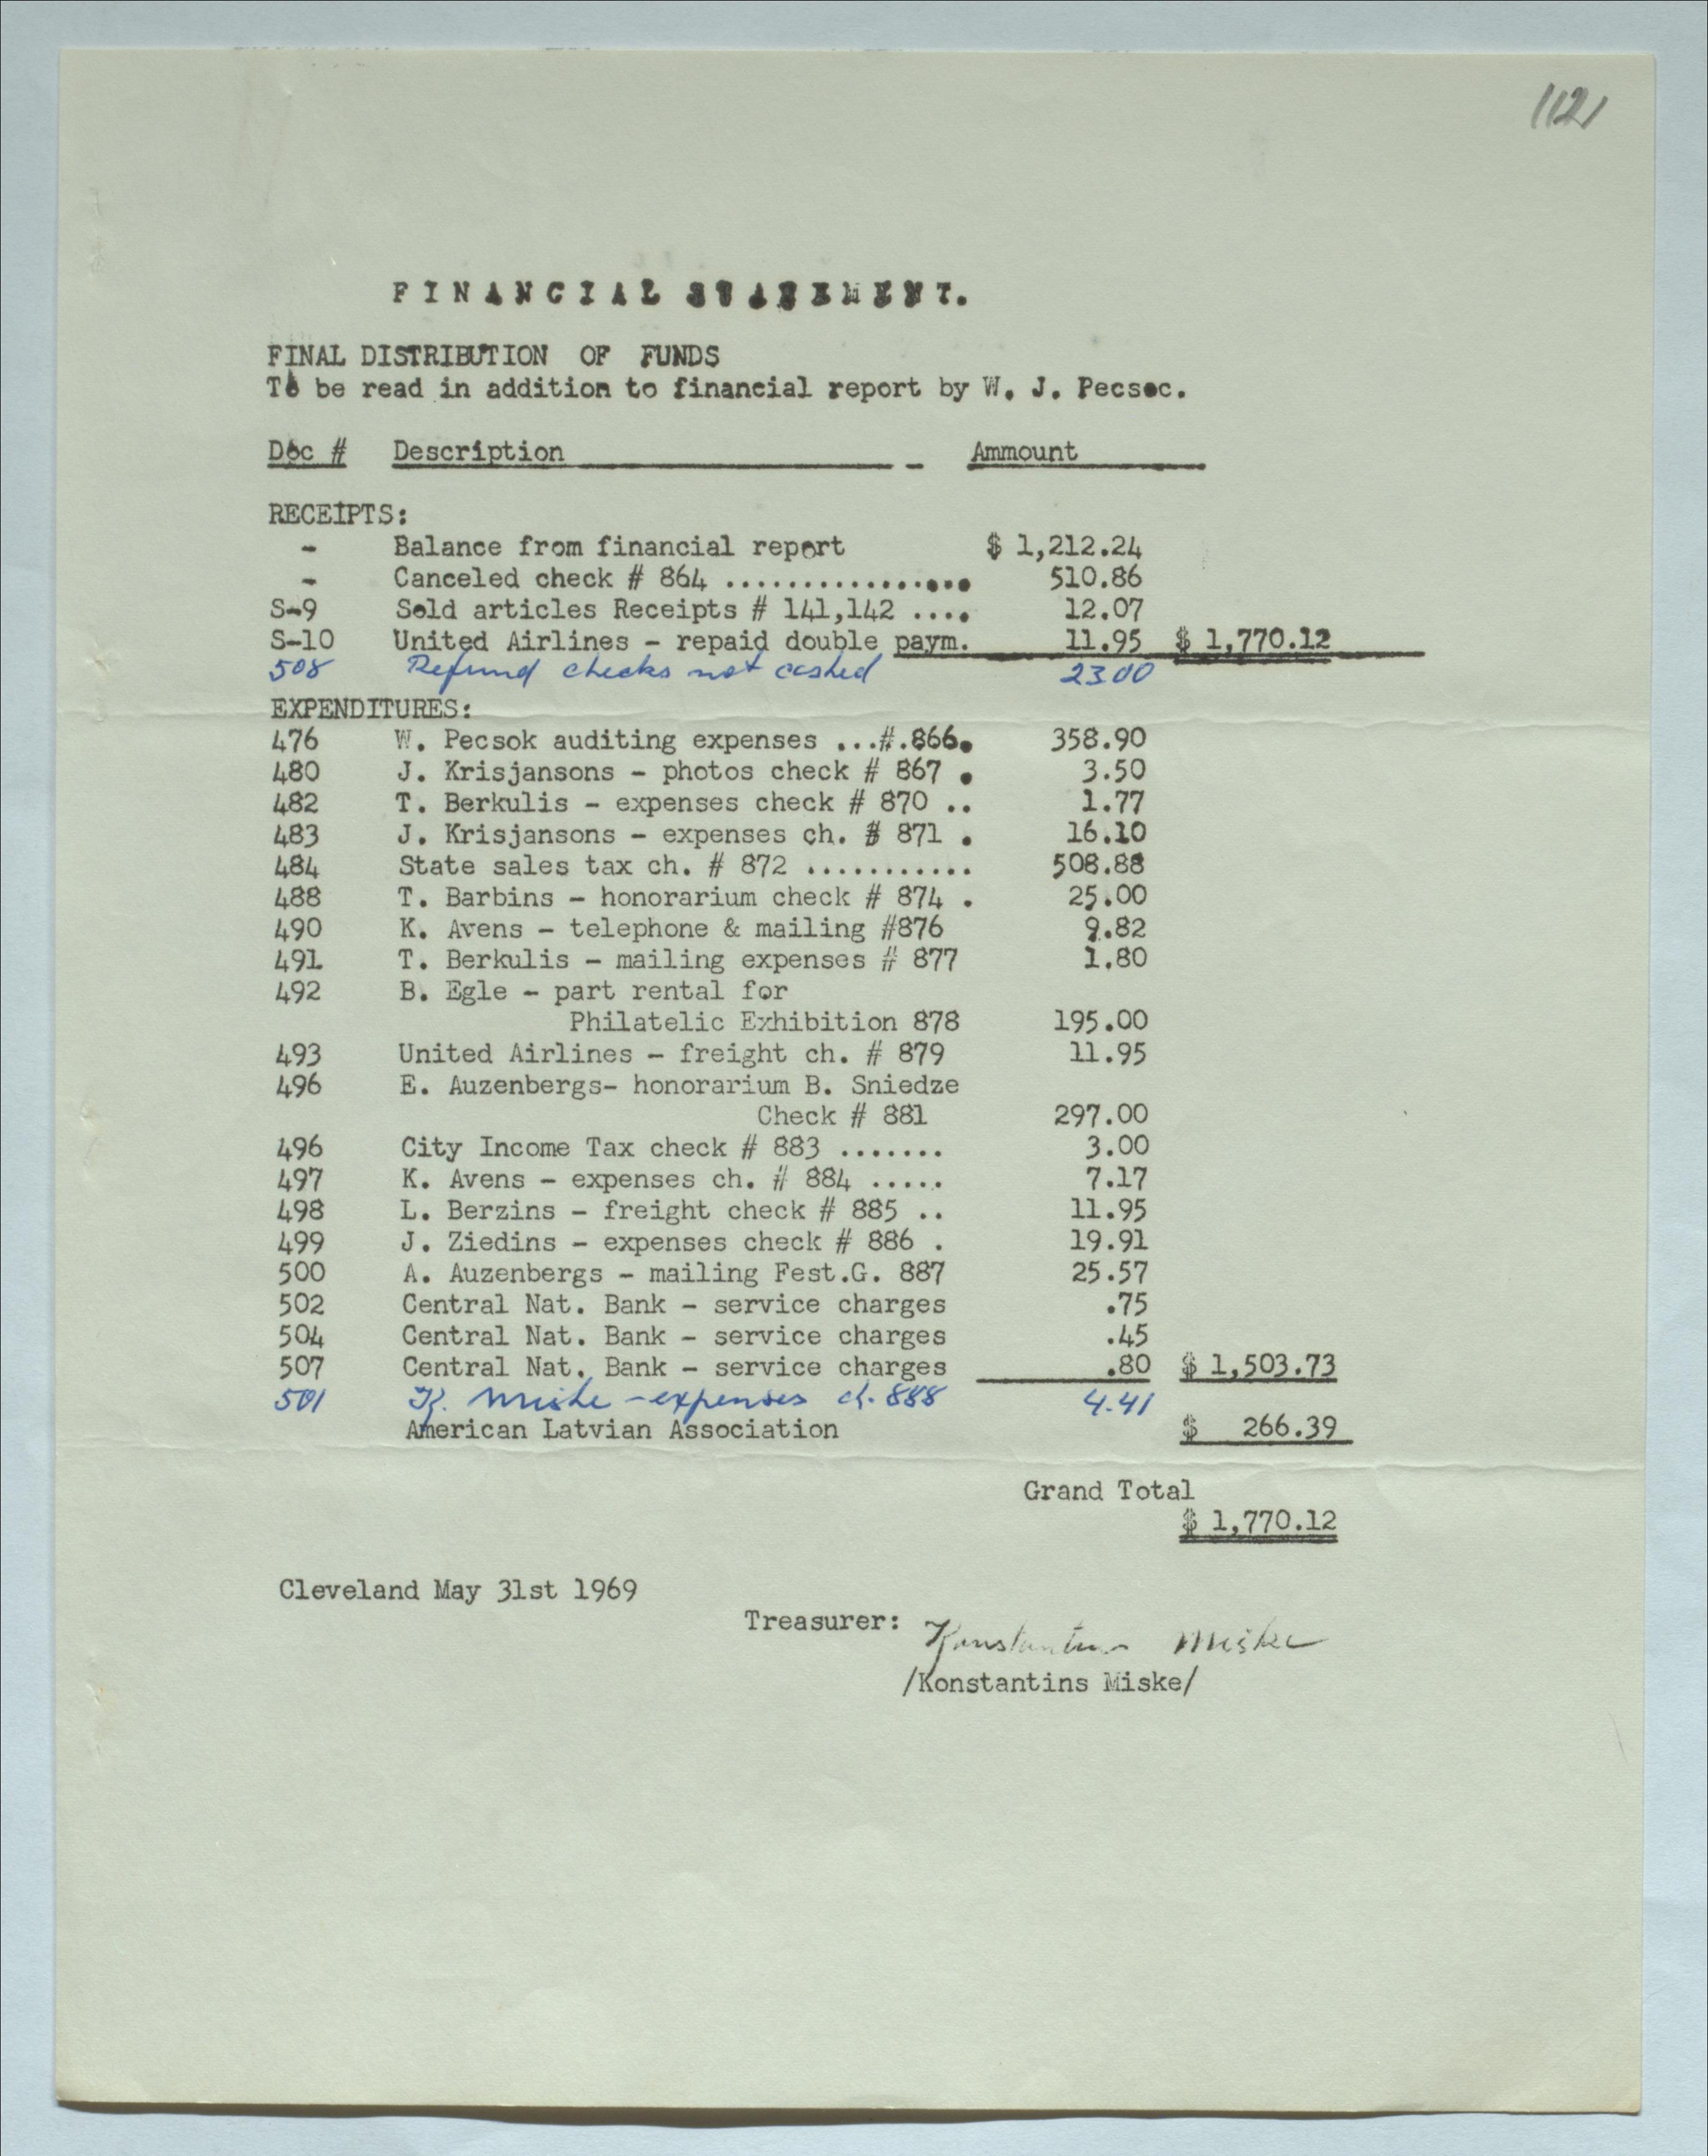 1121
FINANCIAL STATEMENT.
FINAL DISTRIBUTION OF FUNDS
To be read in addition to financial report by W. J. Pecsoc.
Doc # Description Ammount
RECEIPTS:
- Balance from financial report $ 1,212.24
- Canceled check # 864 ................ 510.86
S-9 Sold articles Receipts # 141,142 .... 12.07
S-10 United Airlines - repaid double paym. 11.95 $ 1,770.12
508 Refund checks not cashed 23.00
EXPENDITURES:
476 W. Pecsok auditing expenses ...#.866. 358.90
480 J. Krisjansons - photos check # 867 . 3.50
482 T. Berkulis - expenses check # 870 .. 1.77
483 J. Krisjansons - expenses ch. # 871 . 16.10
484 State sales tax ch. # 872 ........... 508.88
488 T. Barbins - honorarium check # 874 . 25.00
490 K. Avens - telephone & mailing #876 9.82
491 T. Berkulis - mailing expenses # 877 1.80
492 B. Egle - part rental for
Philatelic Exhibition 878 195.00
493 United Airlines - freight ch. # 879 11.95
496 E. Auzenbergs- honorarium B. Sniedze
Check # 881 297.00
496 City Income Tax check # 883 ....... 3.00
497 K. Avens - expenses ch. # 884 ..... 7.17
498 L. Berzins - freight check # 885 .. 11.95
499 J. Ziedins - expenses check # 886 . 19.91
500 A. Auzenbergs - mailing Fest.G. 887 25.57
502 Central Nat. Bank - service charges .75
504 Central Nat. Bank - service charges .45
507 Central Nat. Bank - service charges .80 $ 1,503.73
501 K. Miske - expenses ch. 888 4.41
American Latvian Association $ 266.39
Grand Total
$ 1,770.12
Cleveland May 31st 1969
Treasurer: Konstantins Miske
/Konstantins Miske/